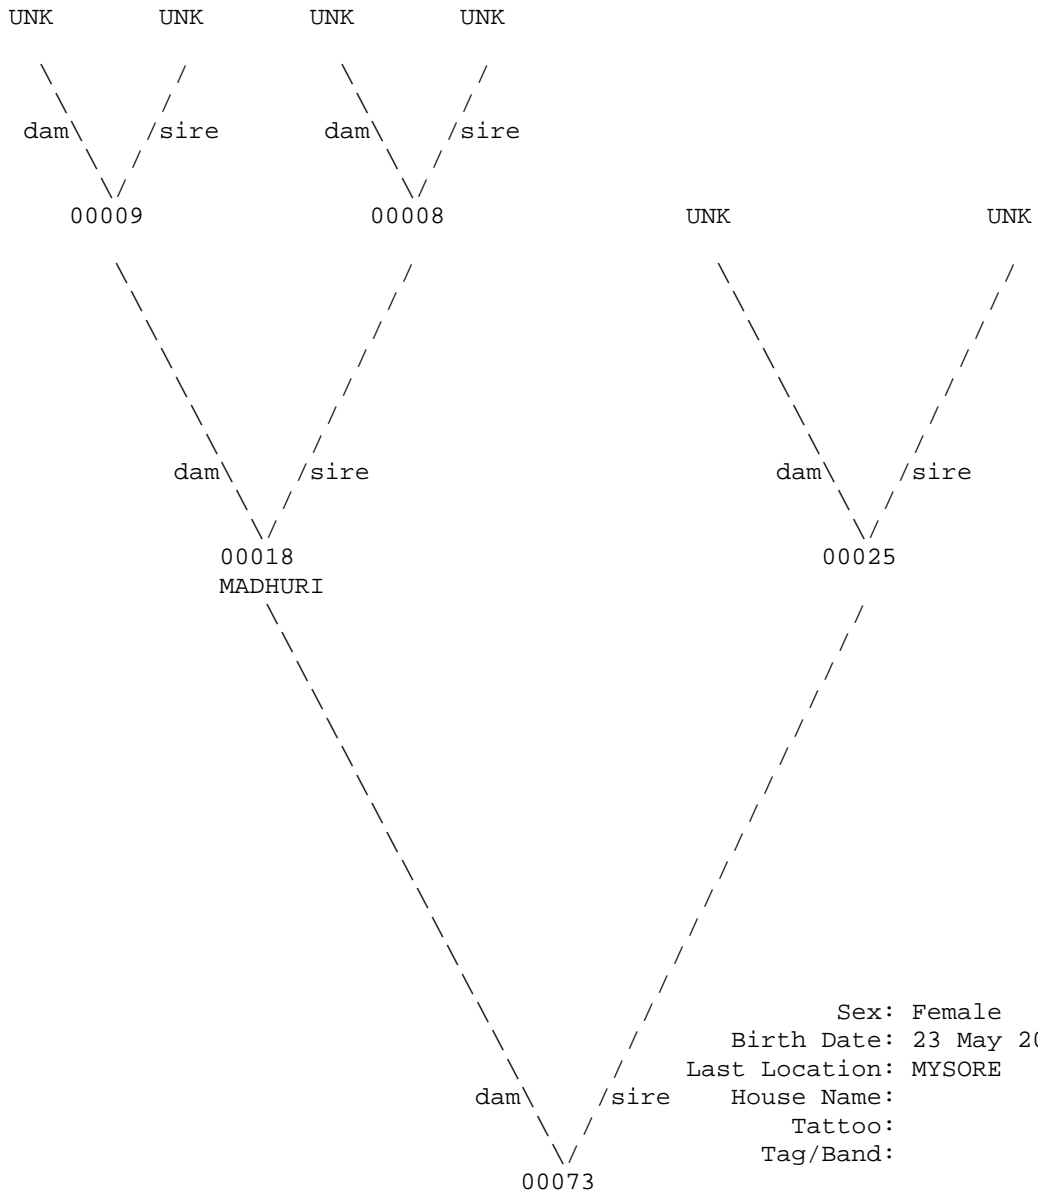 UNK UNK UNK UNK
dam sire dam sire
00009 00008 UNK UNK
dam sire dam sire
00018 00025
MADHURI
Sex: Female
Birth Date: 23 May 20
Last Location: MYSORE
dam sire House Name:
Tattoo:
Tag/Band:
00073